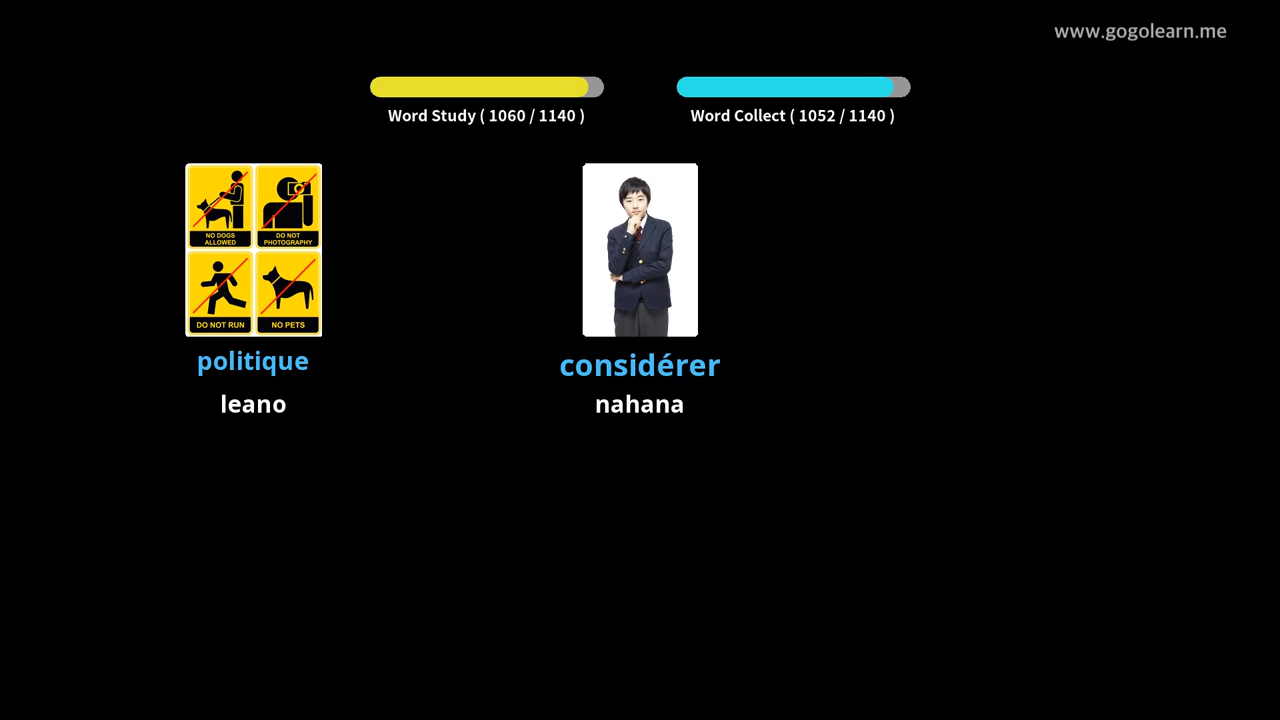 www.gogolearn.me
Word Study ( 1060 / 1140 )
Word Collect ( 1052 / 1140 )
NO DOGS
ALLOWED
DO NOT
PHOTOGRAPHY
DO NOT RUN
NO PETS
politique
leano
considérer
nahana